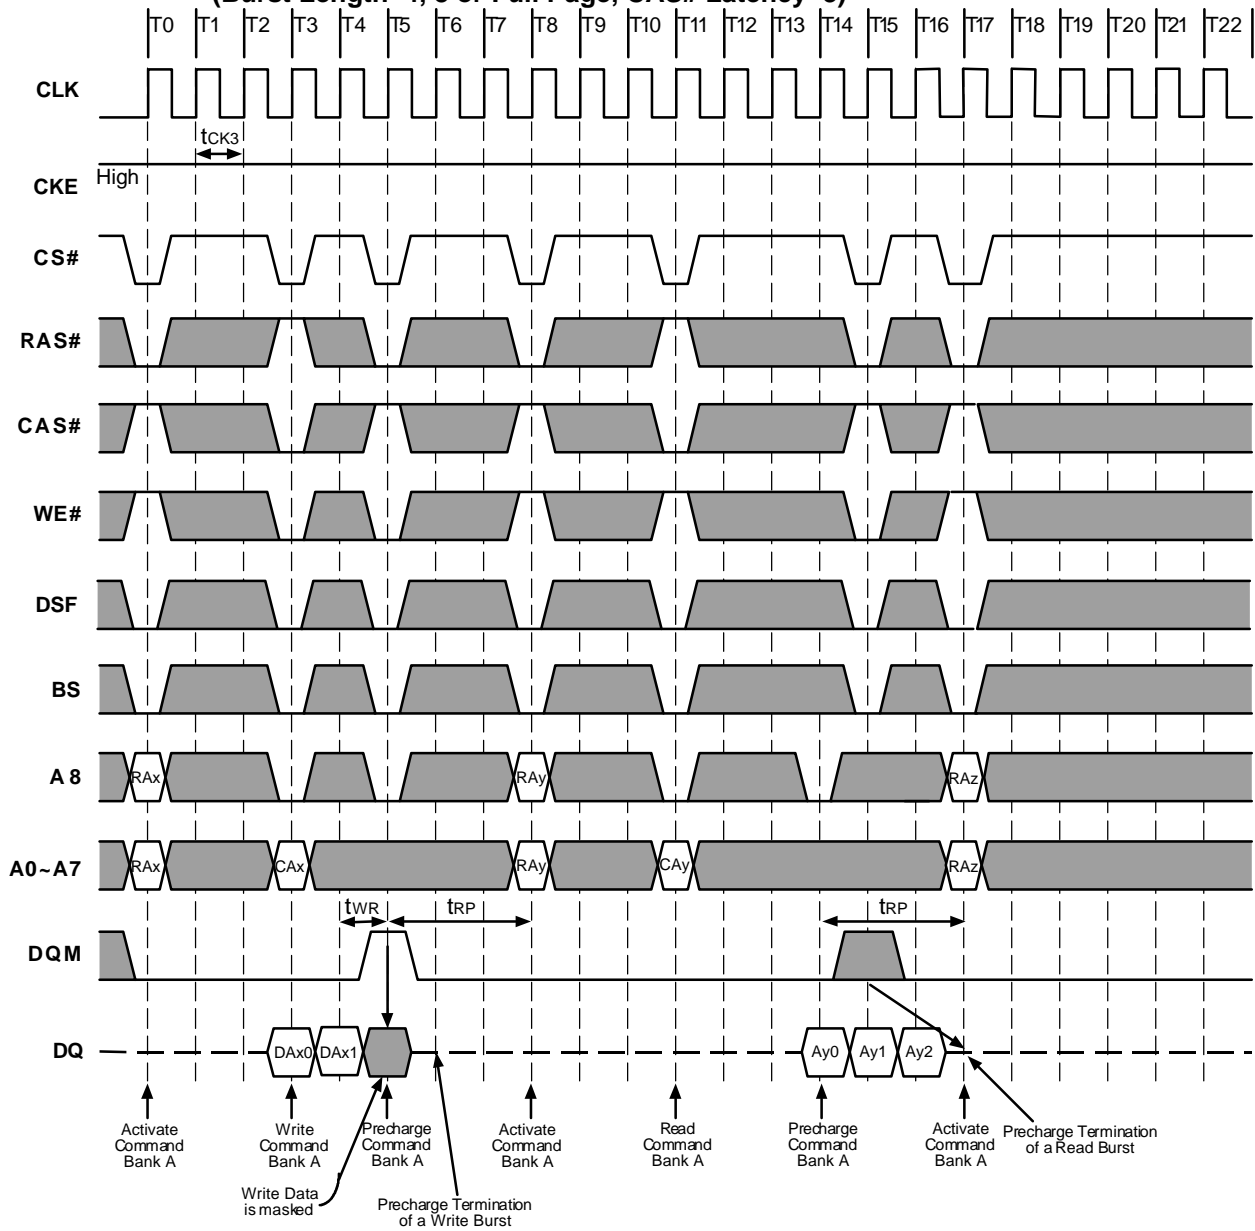 (Burst Length=4, 8 or Full Page, CAS# Latency=3)
T0 T1 T2 T3 T4 T5 T6 T7 T8 T9 T10 T11 T12 T13 T14 T15 T16 T17 T18 T19 T20 T21 T22
CLK
tCK3
High
CKE
CS#
RAS#
CAS#
WE#
DSF
BS
A8
RAx RAy RAz
A0~A7
RAx CAx RAy CAy RAz
tWR tRP tRP
DQM
DQ
DAx0 DAx1 Ay0 Ay1 Ay2
Activate
Command
Bank A
Write
Command
Bank A
Precharge
Command
Bank A
Activate
Command
Bank A
Read
Command
Bank A
Precharge
Command
Bank A
Activate
Command
Bank A
Precharge Termination
of a Read Burst
Write Data
is masked
Precharge Termination
of a Write Burst